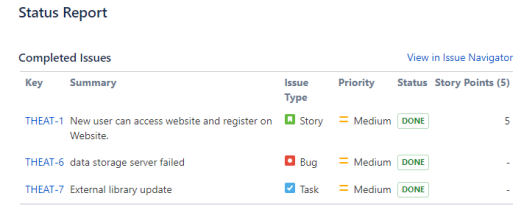 Status Report
Completed Issues View in Issue Navigator
Key Summary Issue Type Priority Status Story Points (5)
THEAT-1 New user can access website and register on Website. Story Medium DONE 5
THEAT-6 data storage server failed Bug Medium DONE -
THEAT-7 External library update Task Medium DONE -